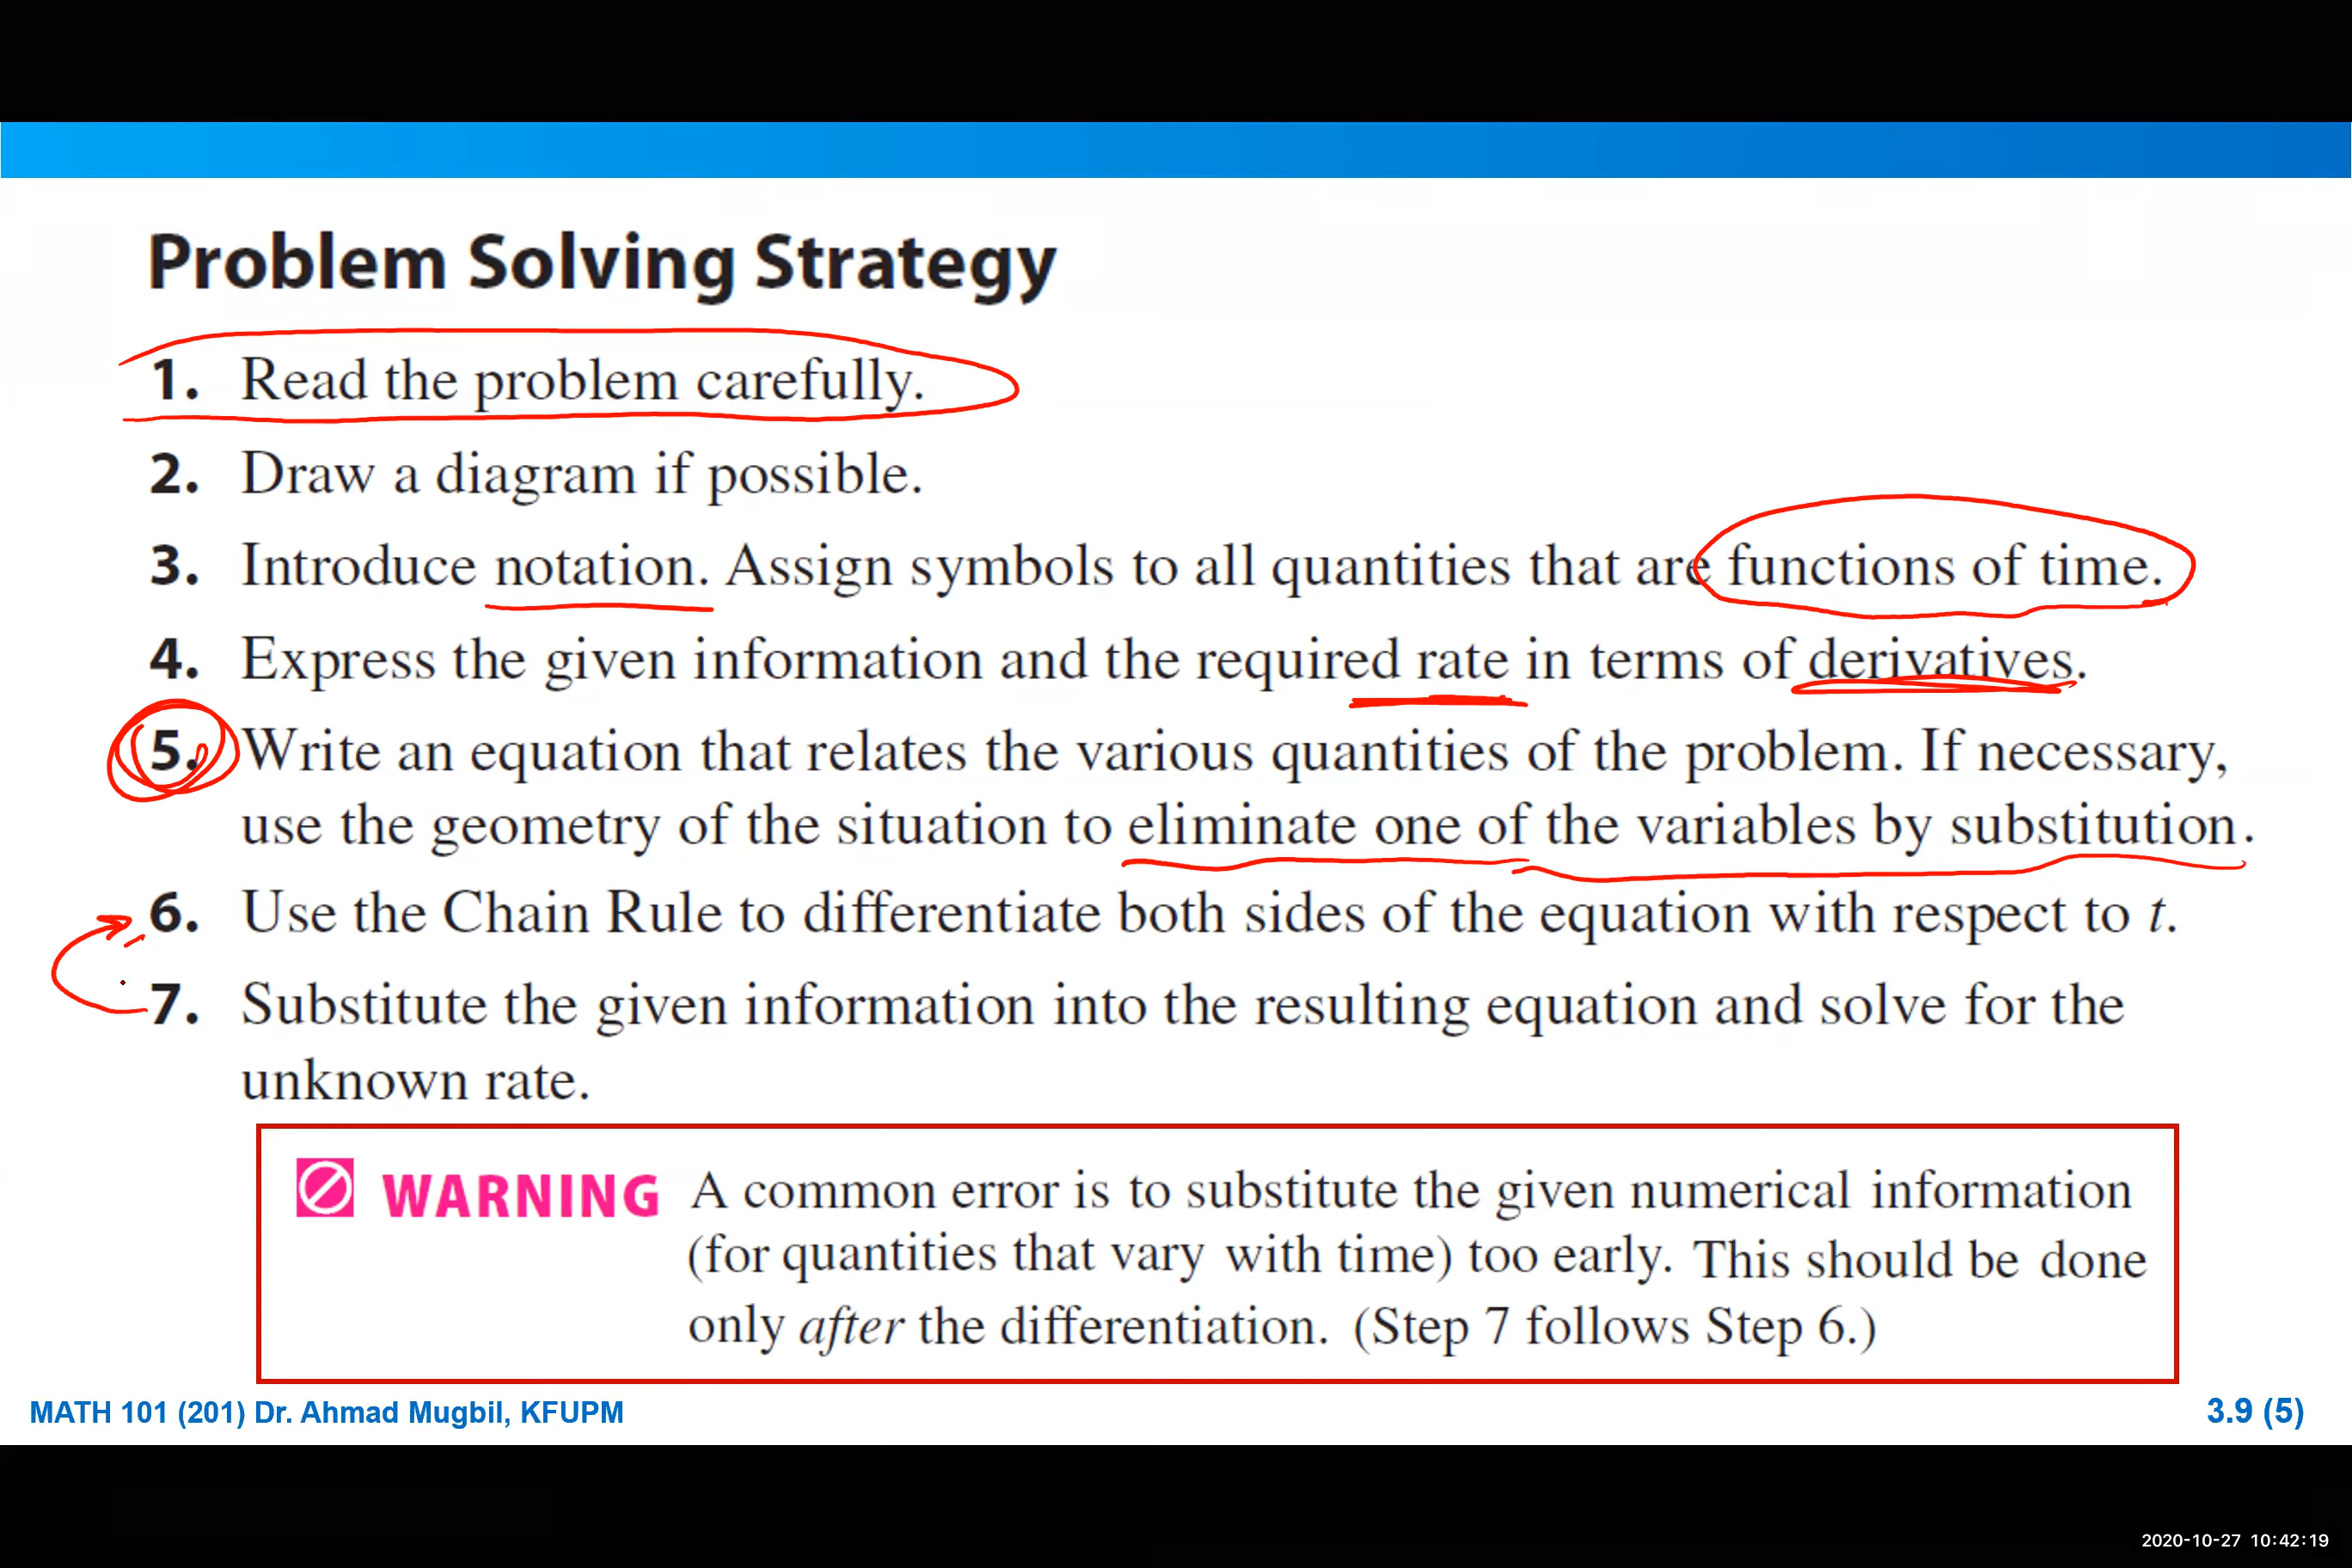 Problem Solving Strategy
1. Read the problem carefully.
2. Draw a diagram if possible.
3. Introduce notation. Assign symbols to all quantities that are functions of time.
4. Express the given information and the required rate in terms of derivatives.
5. Write an equation that relates the various quantities of the problem. If necessary,
use the geometry of the situation to eliminate one of the variables by substitution.
6. Use the Chain Rule to differentiate both sides of the equation with respect to t.
7. Substitute the given information into the resulting equation and solve for the
unknown rate.
WARNING A common error is to substitute the given numerical information
(for quantities that vary with time) too early. This should be done
only after the differentiation. (Step 7 follows Step 6.)
MATH 101 (201) Dr. Ahmad Mugbil, KFUPM 3.9 (5)
2020-10-27 10:42:19